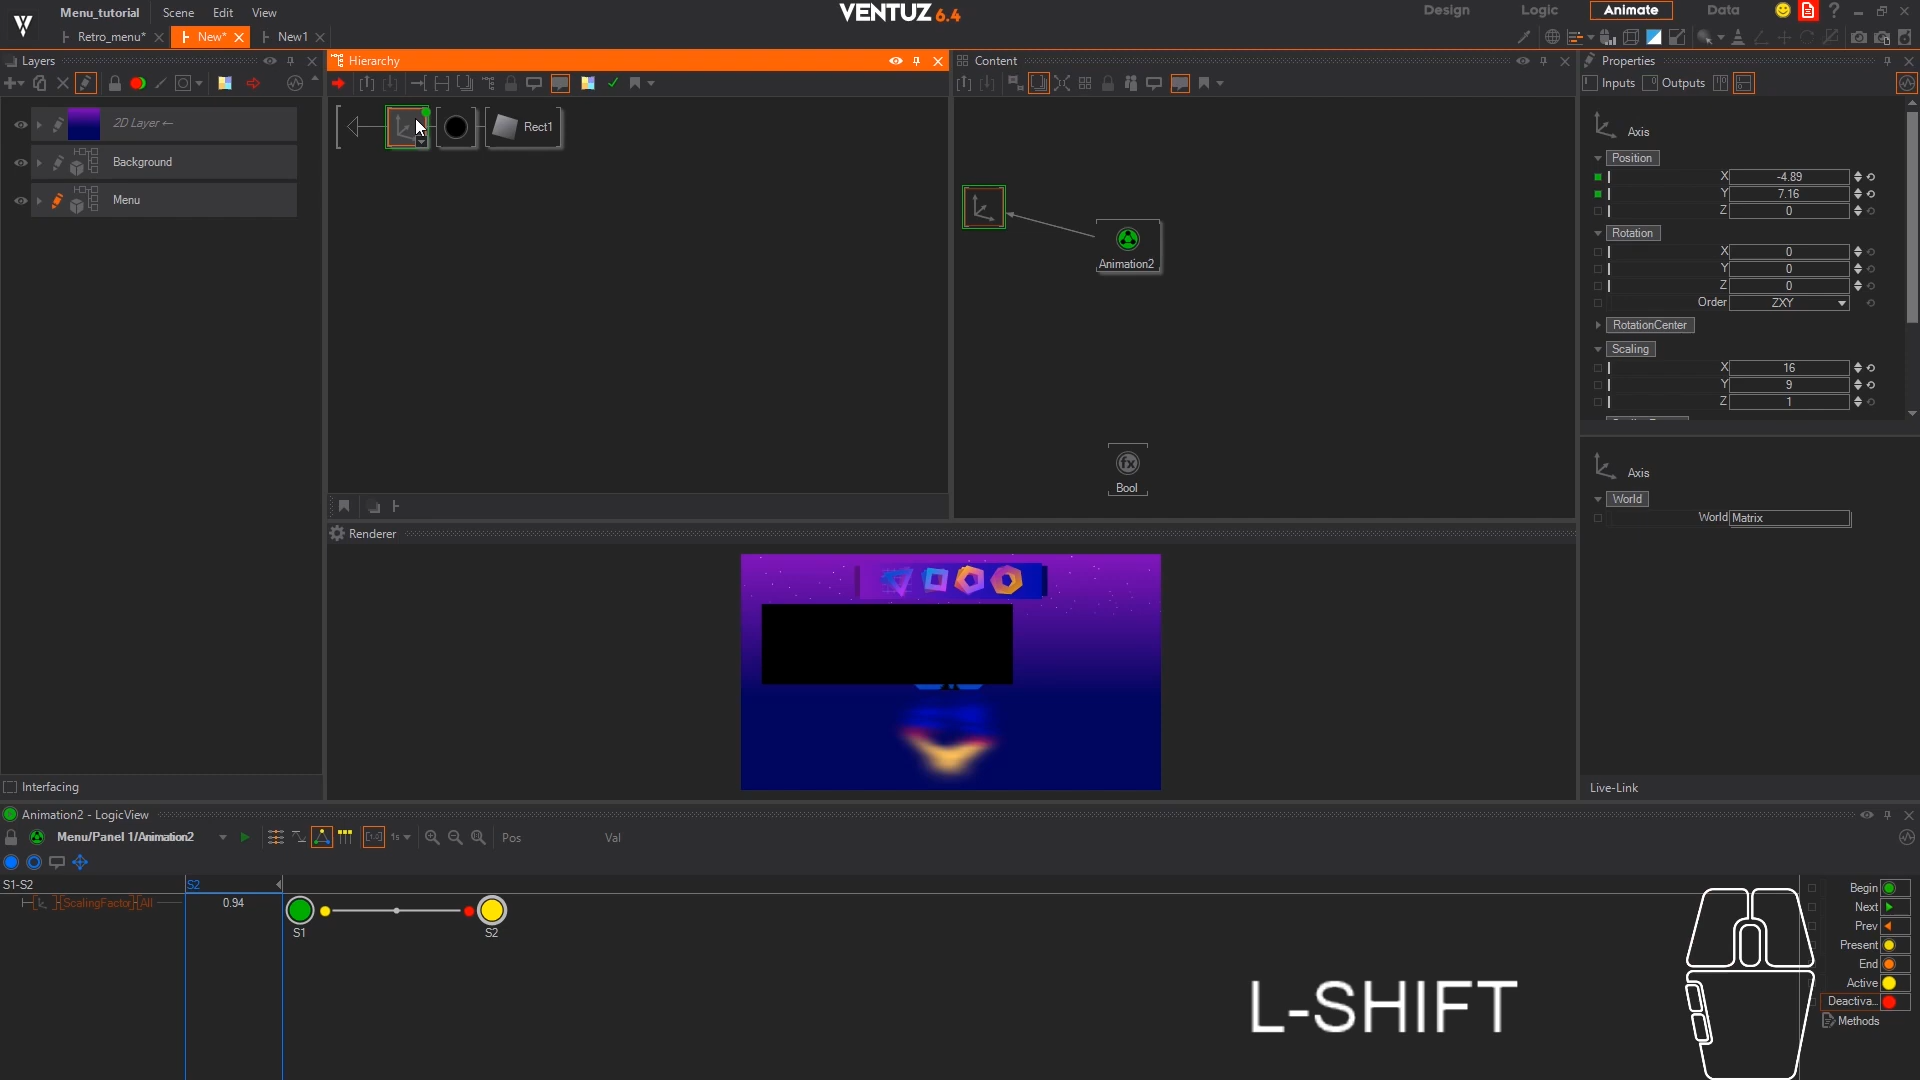 Menu_tutorial Scene Edit View
VENTUZ 6.4
Design Logic Animate Data
Retro_menu* New* New1
Layers
2D Layer
Background
Menu
Interfacing
Hierarchy
Rect1
Content
Animation2
fx
Bool
Renderer
Properties
Inputs Outputs
Axis
Position
X -4.89
Y 7.16
Z 0
Rotation
X 0
Y 0
Z 0
Order ZXY
RotationCenter
Scaling
X 16
Y 9
Z 1
Axis
World
World Matrix
Live-Link
Animation2 - LogicView
Menu/Panel 1/Animation2 1s Pos Val
S1-S2 S2
ScalingFactor All 0.94
S1 S2
Begin
Next
Prev
Present
End
Active
Deactiva...
Methods
L-SHIFT